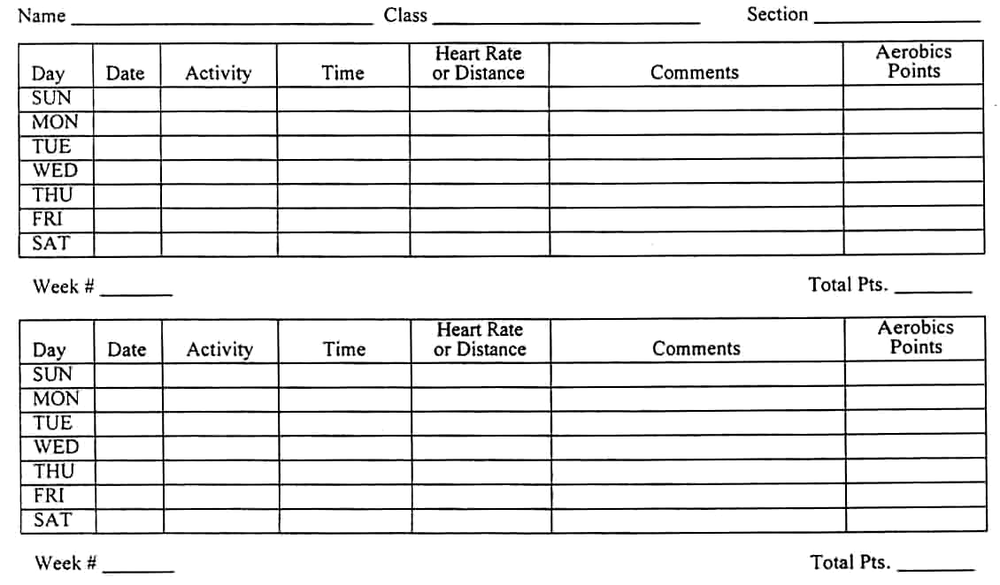 Name Class Section
Heart Rate Aerobics
Day Date Activity Time or Distance Comments Points
SUN
MON
TUE
WED
THU
FRI
SAT
Week # Total Pts.
Heart Rate Aerobics
Day Date Activity Time or Distance Comments Points
SUN
MON
TUE
WED
THU
FRI
SAT
Week # Total Pts.